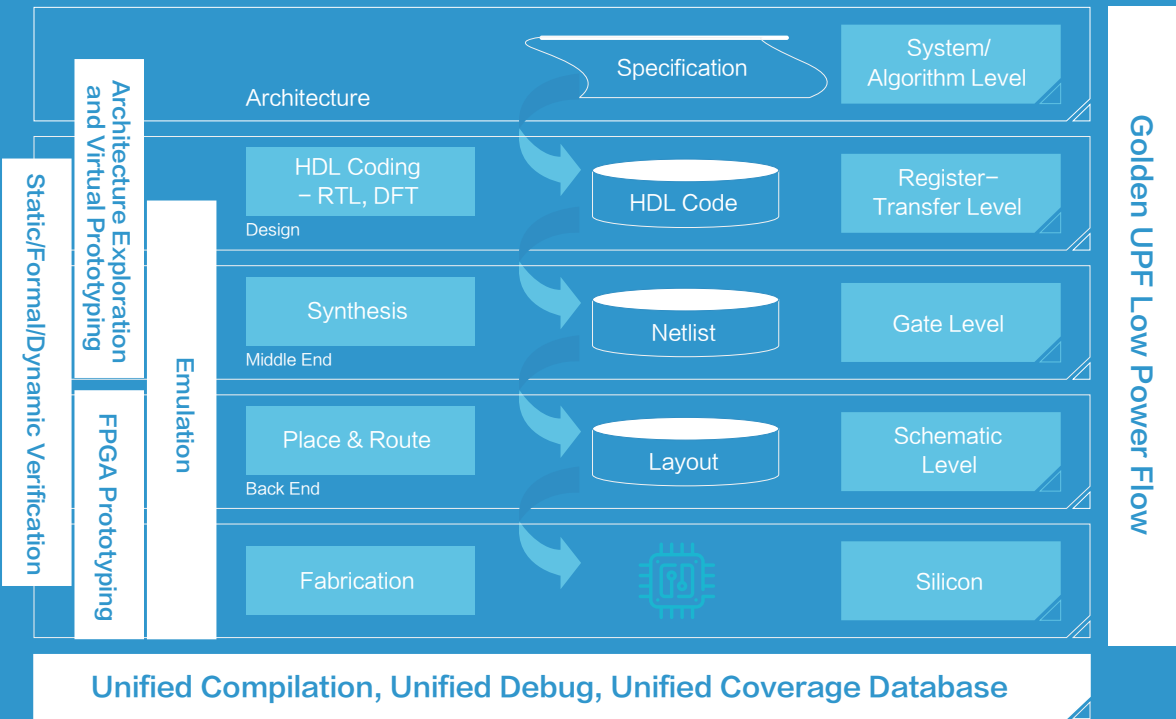 Architecture
Specification
System/
Algorithm Level
Architecture Exploration
and Virtual Prototyping
HDL Coding
– RTL, DFT
Design
HDL Code
Register–
Transfer Level
Static/Formal/Dynamic Verification
Emulation
Synthesis
Middle End
Netlist
Gate Level
FPGA Prototyping
Place & Route
Back End
Layout
Schematic
Level
Fabrication
Silicon
Golden UPF Low Power Flow
Unified Compilation, Unified Debug, Unified Coverage Database